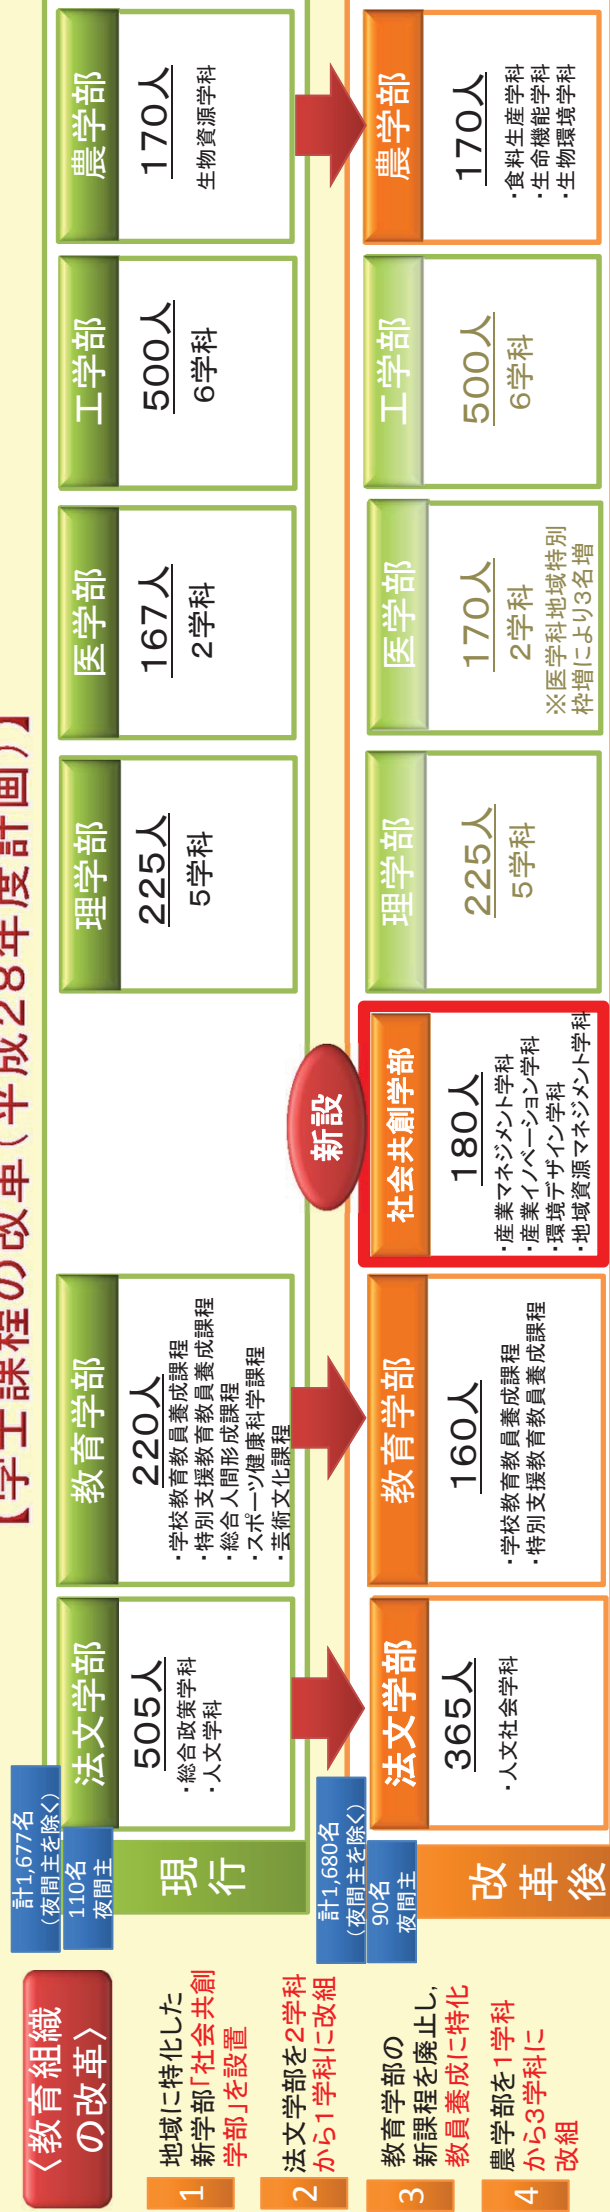 【学士課程の改革(平成28年度計画)】
〈教育組織
の改革〉
1
地域に特化した
新学部「社会共創
学部」を設置
2
法文学部を2学科
から1学科に改組
3
教育学部の
新課程を廃止し,
教員養成に特化
4
農学部を1学科
から3学科に
改組
計1,677名
(夜間主を除く)
110名
夜間主
現行
法文学部
505人
・総合政策学科
・人文学科
教育学部
220人
・学校教育教員養成課程
・特別支援教育教員養成課程
・総合人間形成課程
・スポーツ健康科学課程
・芸術文化課程
理学部
225人
5学科
医学部
167人
2学科
工学部
500人
6学科
農学部
170人
生物資源学科
計1,680名
(夜間主を除く)
90名
夜間主
改革後
法文学部
365人
・人文社会学科
教育学部
160人
・学校教育教員養成課程
・特別支援教育教員養成課程
新設
社会共創学部
180人
・産業マネジメント学科
・産業イノベーション学科
・環境デザイン学科
・地域資源マネジメント学科
理学部
225人
5学科
医学部
170人
2学科
※医学科地域特別
枠増により3名増
工学部
500人
6学科
農学部
170人
・食料生産学科
・生命機能学科
・生物環境学科